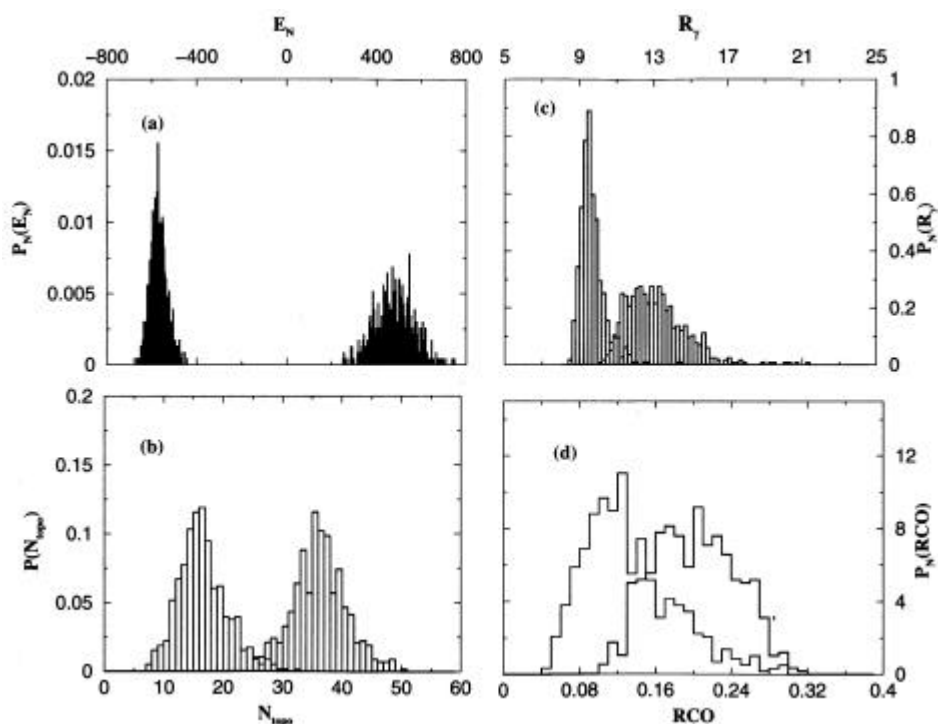 E_N
−800 −400 0 400 800
0.02
0.015
0.01
0.005
0
P_N(E_N)
(a)
R_γ
5 9 13 17 21 25
1
0.8
0.6
0.4
0.2
0
P_N(R_γ)
(c)
0.2
0.15
0.1
0.05
0
P(N_topo)
(b)
0 10 20 30 40 50 60
N_topo
12
8
4
0
P_N(RCO)
(d)
0 0.08 0.16 0.24 0.32 0.4
RCO